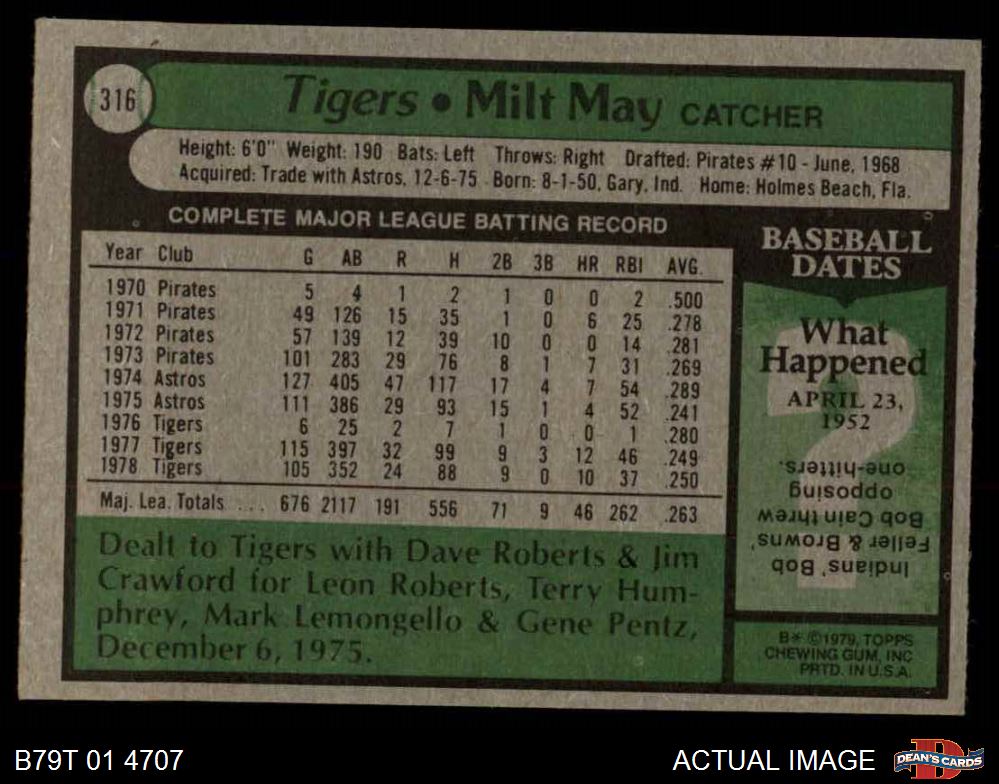 316
Tigers • Milt May CATCHER
Height: 6'0" Weight: 190 Bats: Left Throws: Right Drafted: Pirates #10 - June, 1968
Acquired: Trade with Astros, 12-6-75 Born: 8-1-50, Gary, Ind. Home: Holmes Beach, Fla.
COMPLETE MAJOR LEAGUE BATTING RECORD
Year Club G AB R H 2B 3B HR RBI AVG.
1970 Pirates 5 4 1 2 1 0 0 2 .500
1971 Pirates 49 126 15 35 1 0 6 25 .278
1972 Pirates 57 139 12 39 10 0 0 14 .281
1973 Pirates 101 283 29 76 8 1 7 31 .269
1974 Astros 127 405 47 117 17 4 7 54 .289
1975 Astros 111 386 29 93 15 1 4 52 .241
1976 Tigers 6 25 2 7 1 0 0 1 .280
1977 Tigers 115 397 32 99 9 3 12 46 .249
1978 Tigers 105 352 24 88 9 0 10 37 .250
Maj. Lea. Totals ... 676 2117 191 556 71 9 46 262 .263
Dealt to Tigers with Dave Roberts & Jim
Crawford for Leon Roberts, Terry Hum-
phrey, Mark Lemongello & Gene Pentz,
December 6, 1975.
BASEBALL
DATES
What
Happened
APRIL 23,
1952
?
Indians' Bob
Feller & Browns'
Bob Cain threw
opposing
one-hitters.
B* ©1979, TOPPS
CHEWING GUM, INC
PRTD. IN U.S.A.
B79T 01 4707
ACTUAL IMAGE
D
DEAN'S CARDS